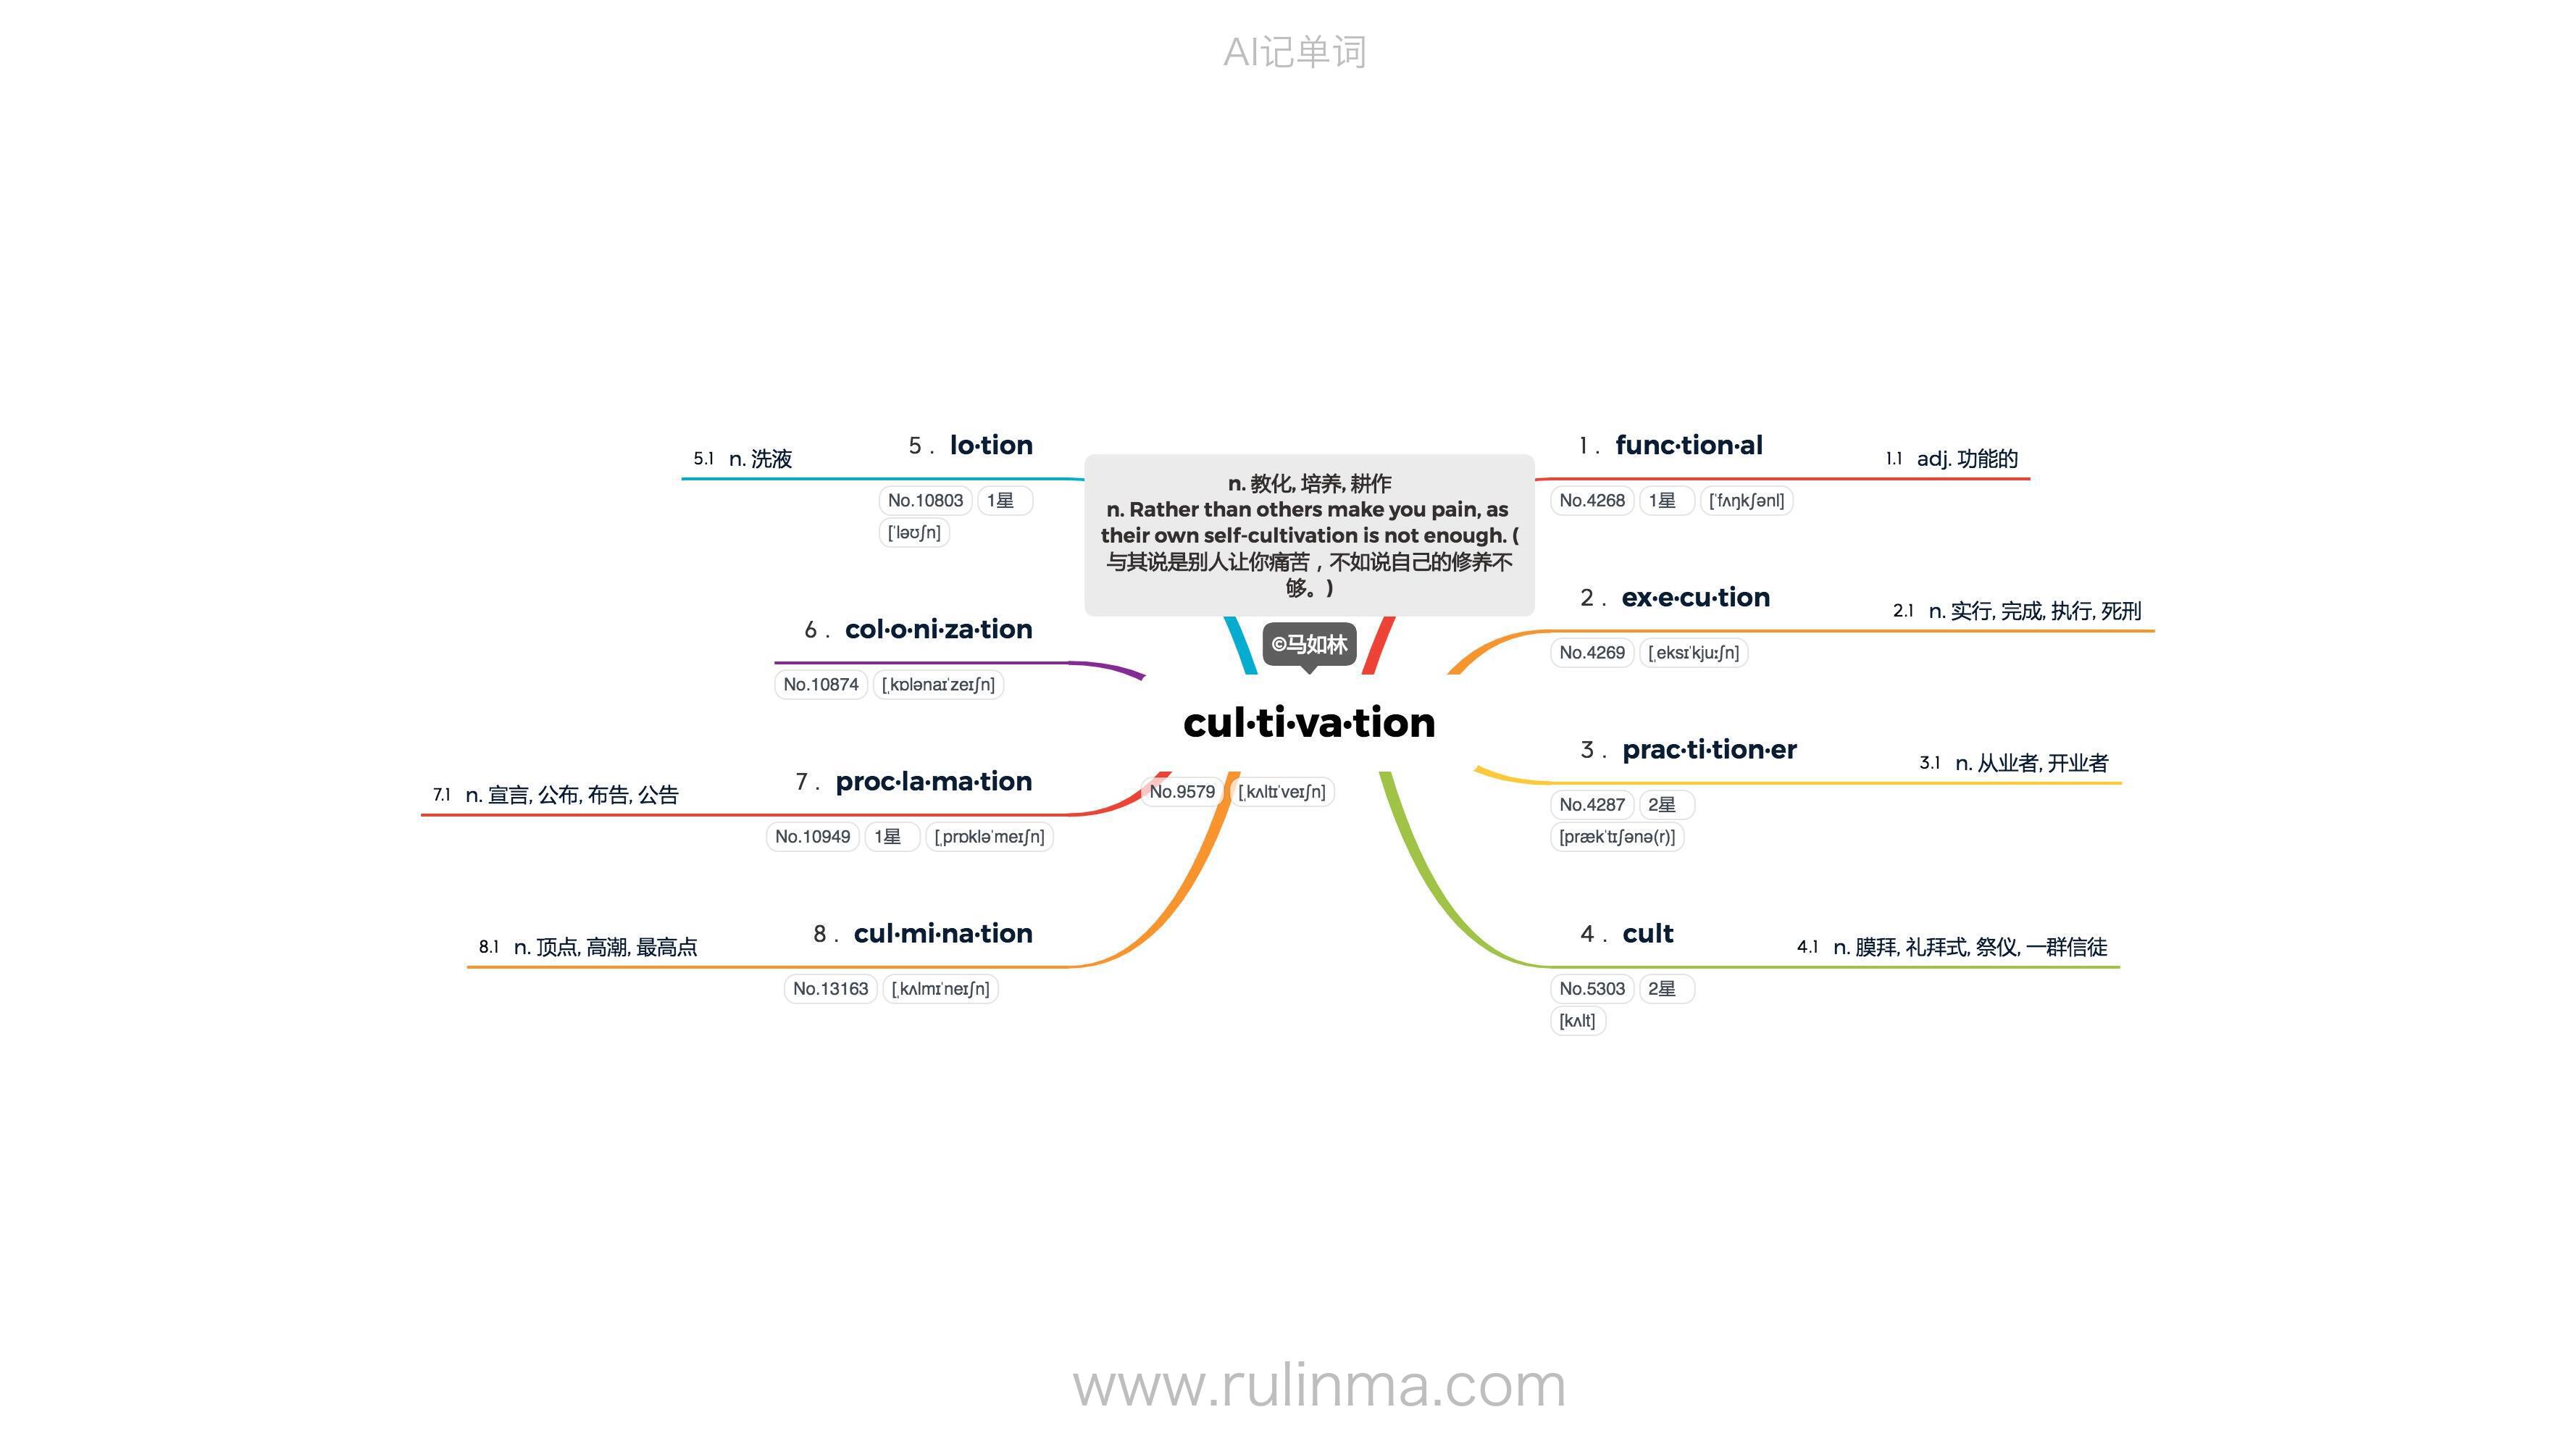 AI记单词
n. 教化, 培养, 耕作
n. Rather than others make you pain, as
their own self-cultivation is not enough. (
与其说是别人让你痛苦，不如说自己的修养不
够。)
©马如林
cul·ti·va·tion
No.9579 [ˌkʌltɪˈveɪʃn]
1 . func·tion·al
1.1 adj. 功能的
No.4268 1星 [ˈfʌŋkʃənl]
2 . ex·e·cu·tion
2.1 n. 实行, 完成, 执行, 死刑
No.4269 [ˌeksɪˈkjuːʃn]
3 . prac·ti·tion·er
3.1 n. 从业者, 开业者
No.4287 2星
[prækˈtɪʃənə(r)]
4 . cult
4.1 n. 膜拜, 礼拜式, 祭仪, 一群信徒
No.5303 2星
[kʌlt]
5 . lo·tion
5.1 n. 洗液
No.10803 1星
[ˈləʊʃn]
6 . col·o·ni·za·tion
No.10874 [ˌkɒlənaɪˈzeɪʃn]
7 . proc·la·ma·tion
7.1 n. 宣言, 公布, 布告, 公告
No.10949 1星 [ˌprɒkləˈmeɪʃn]
8 . cul·mi·na·tion
8.1 n. 顶点, 高潮, 最高点
No.13163 [ˌkʌlmɪˈneɪʃn]
www.rulinma.com